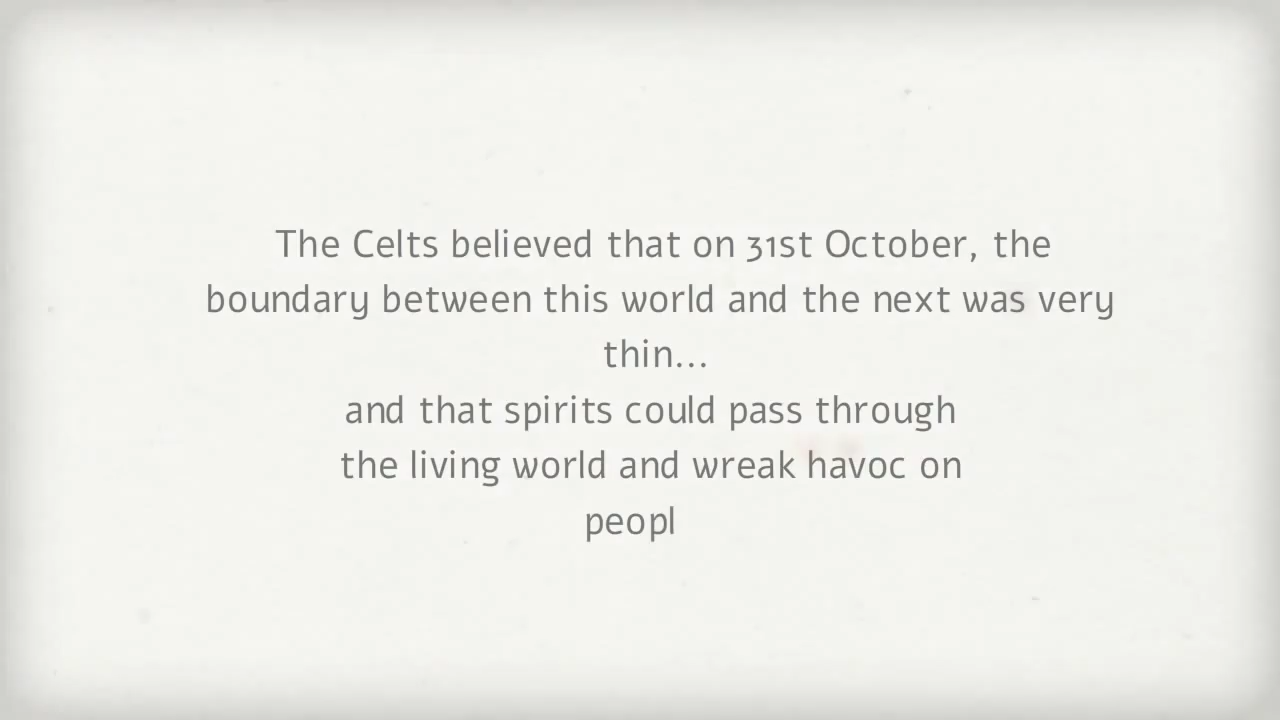 The Celts believed that on 31st October, the
boundary between this world and the next was very
thin...
and that spirits could pass through
the living world and wreak havoc on
peopl